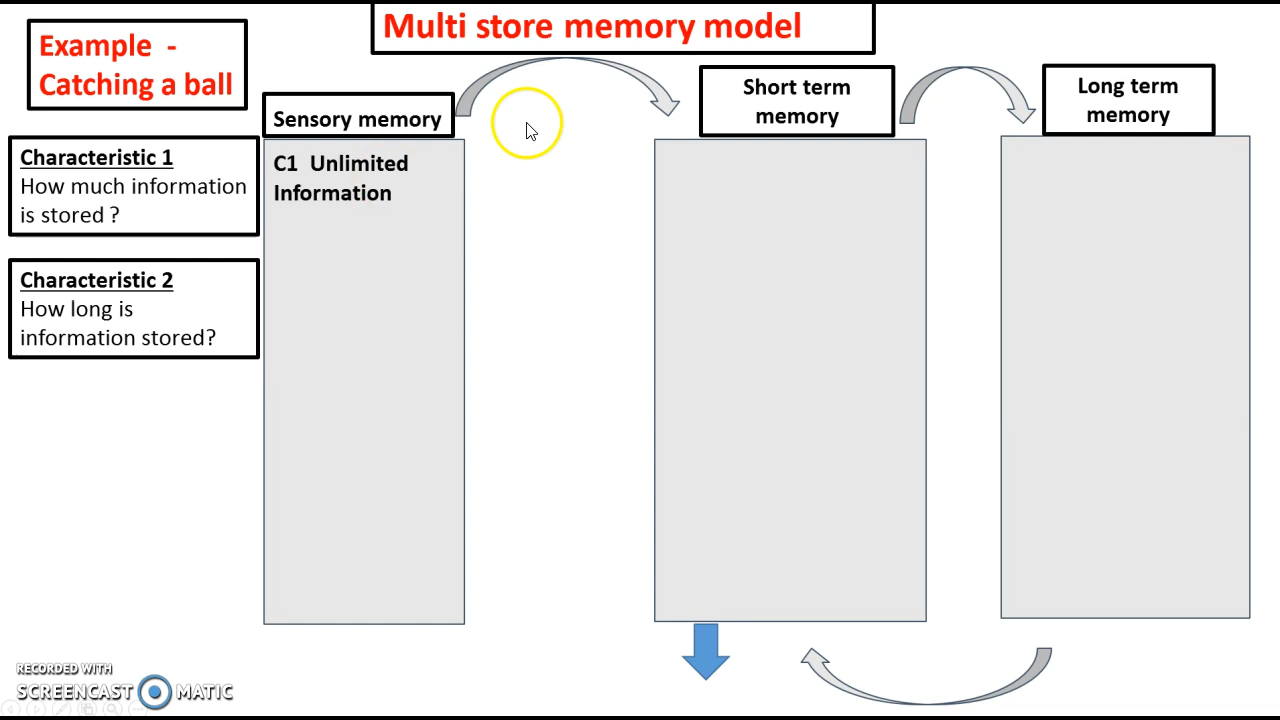 Multi store memory model
Example -
Catching a ball
Sensory memory
Short term
memory
Long term
memory
Characteristic 1
How much information
is stored ?
C1 Unlimited
Information
Characteristic 2
How long is
information stored?
RECORDED WITH
SCREENCAST MATIC